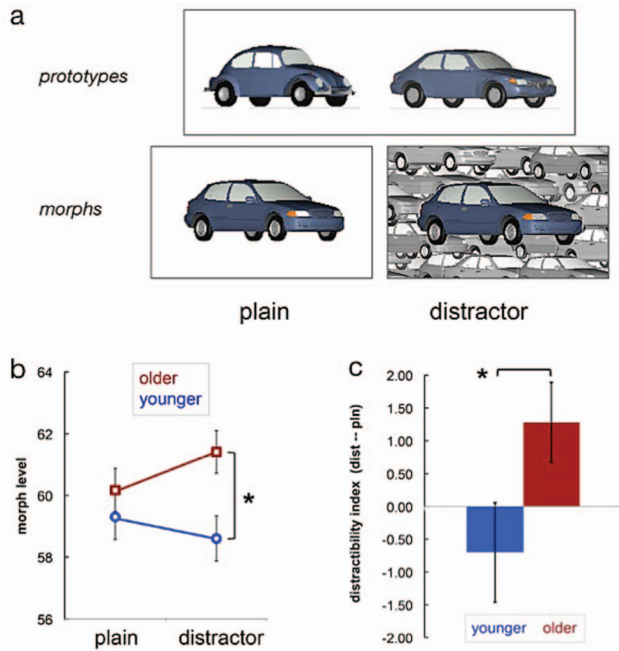 a
prototypes
morphs
plain
distractor
b
64
62
60
58
56
morph level
older
younger
*
plain
distractor
c
2.00
1.50
1.00
0.50
0.00
-0.50
-1.00
-1.50
-2.00
distractibility index (dist -- pln)
*
younger
older